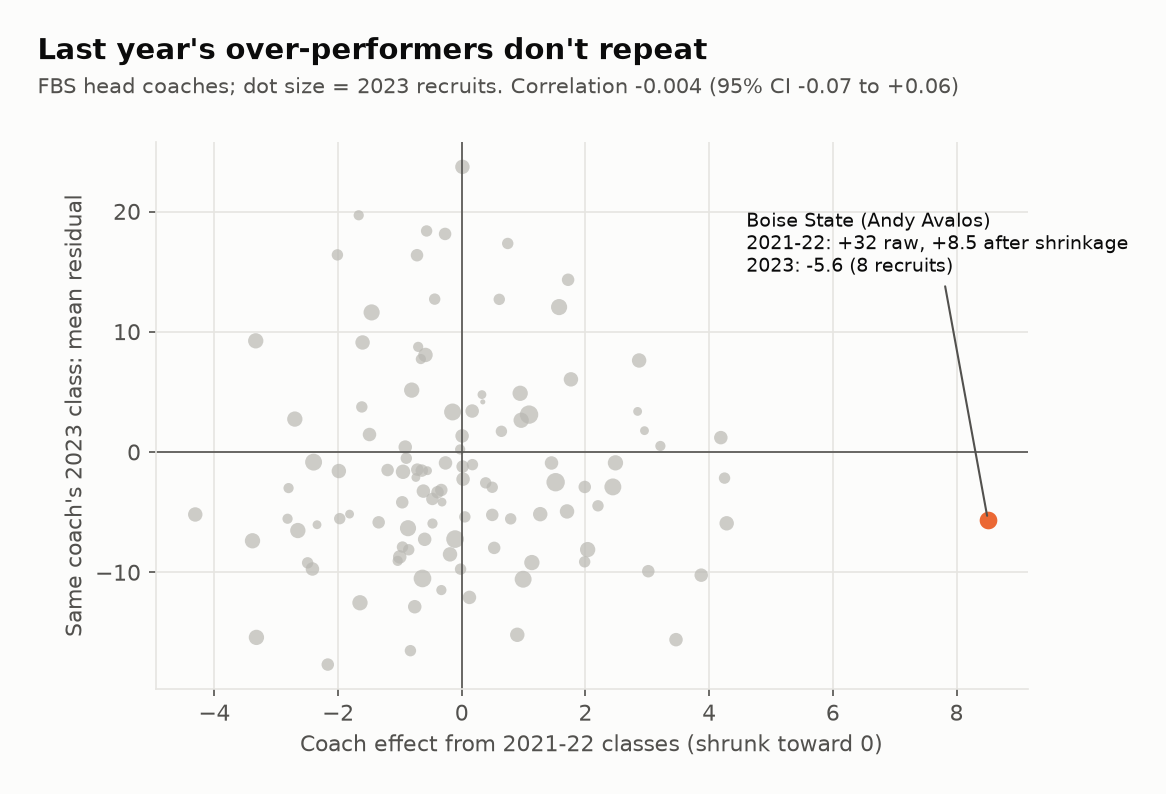 Last year's over-performers don't repeat
FBS head coaches; dot size = 2023 recruits. Correlation -0.004 (95% CI -0.07 to +0.06)
Same coach's 2023 class: mean residual
20
10
0
−10
Boise State (Andy Avalos)
2021-22: +32 raw, +8.5 after shrinkage
2023: -5.6 (8 recruits)
−4
−2
0
2
4
6
8
Coach effect from 2021-22 classes (shrunk toward 0)